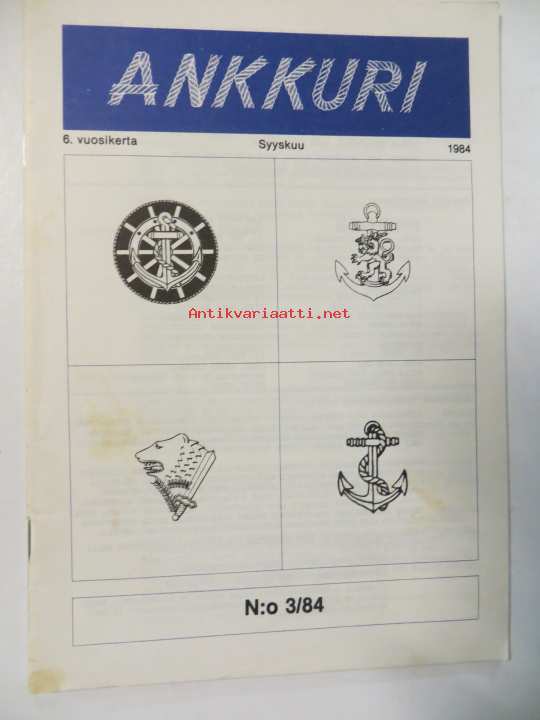 ANKKURI
6. vuosikerta Syyskuu 1984
Antikvariaatti.net
N:o 3/84